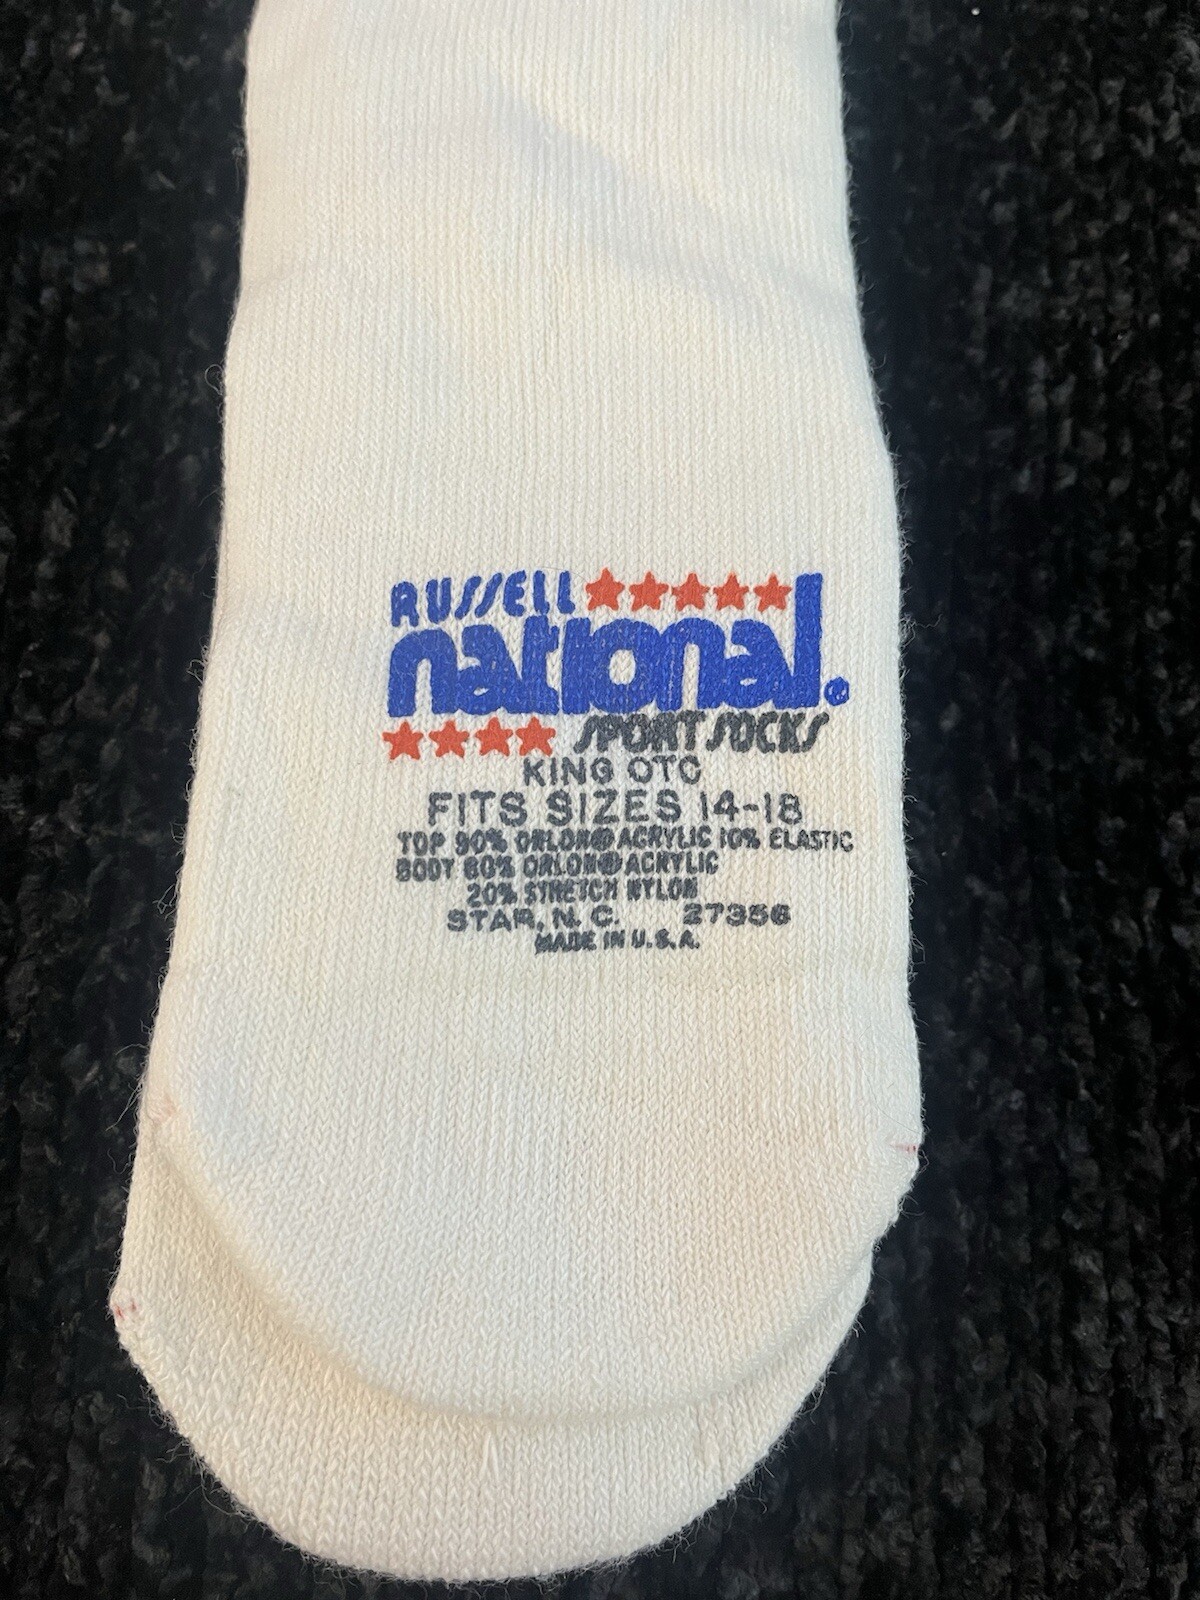 RUSSELL
national®
SPORT SOCKS
KING OTC
FITS SIZES 14-18
TOP 90% ORLON® ACRYLIC 10% ELASTIC
BODY 80% ORLON® ACRYLIC
20% STRETCH NYLON
STAR, N. C. 27356
MADE IN U.S.A.